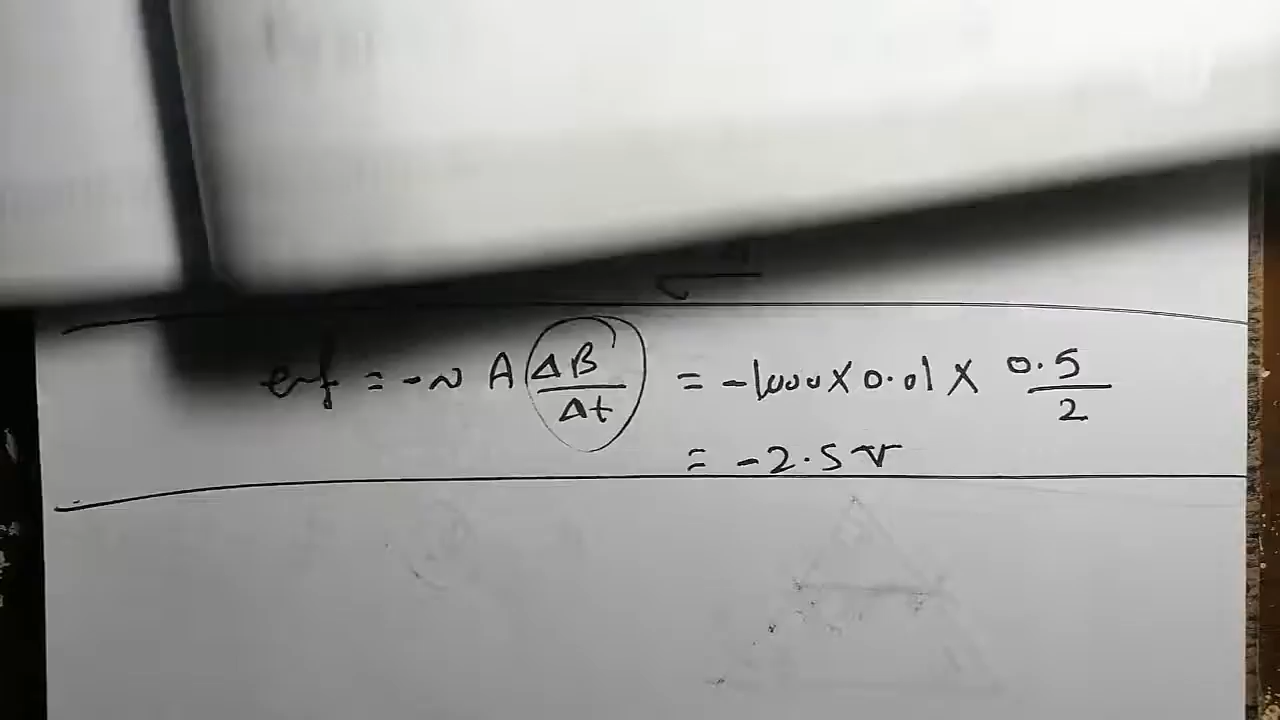 emf = -N A (ΔB/Δt) = -1000 X 0.01 X 0.5/2
= -2.5 V